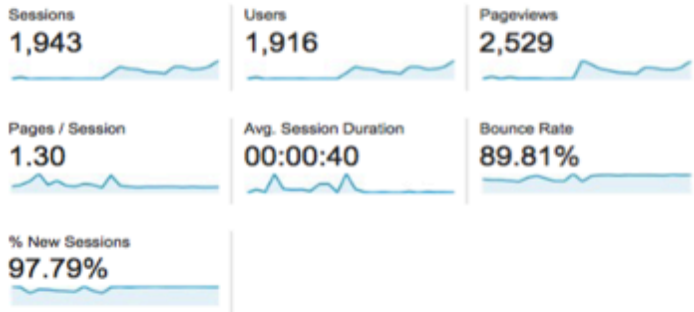 Sessions
1,943
Users
1,916
Pageviews
2,529
Pages / Session
1.30
Avg. Session Duration
00:00:40
Bounce Rate
89.81%
% New Sessions
97.79%